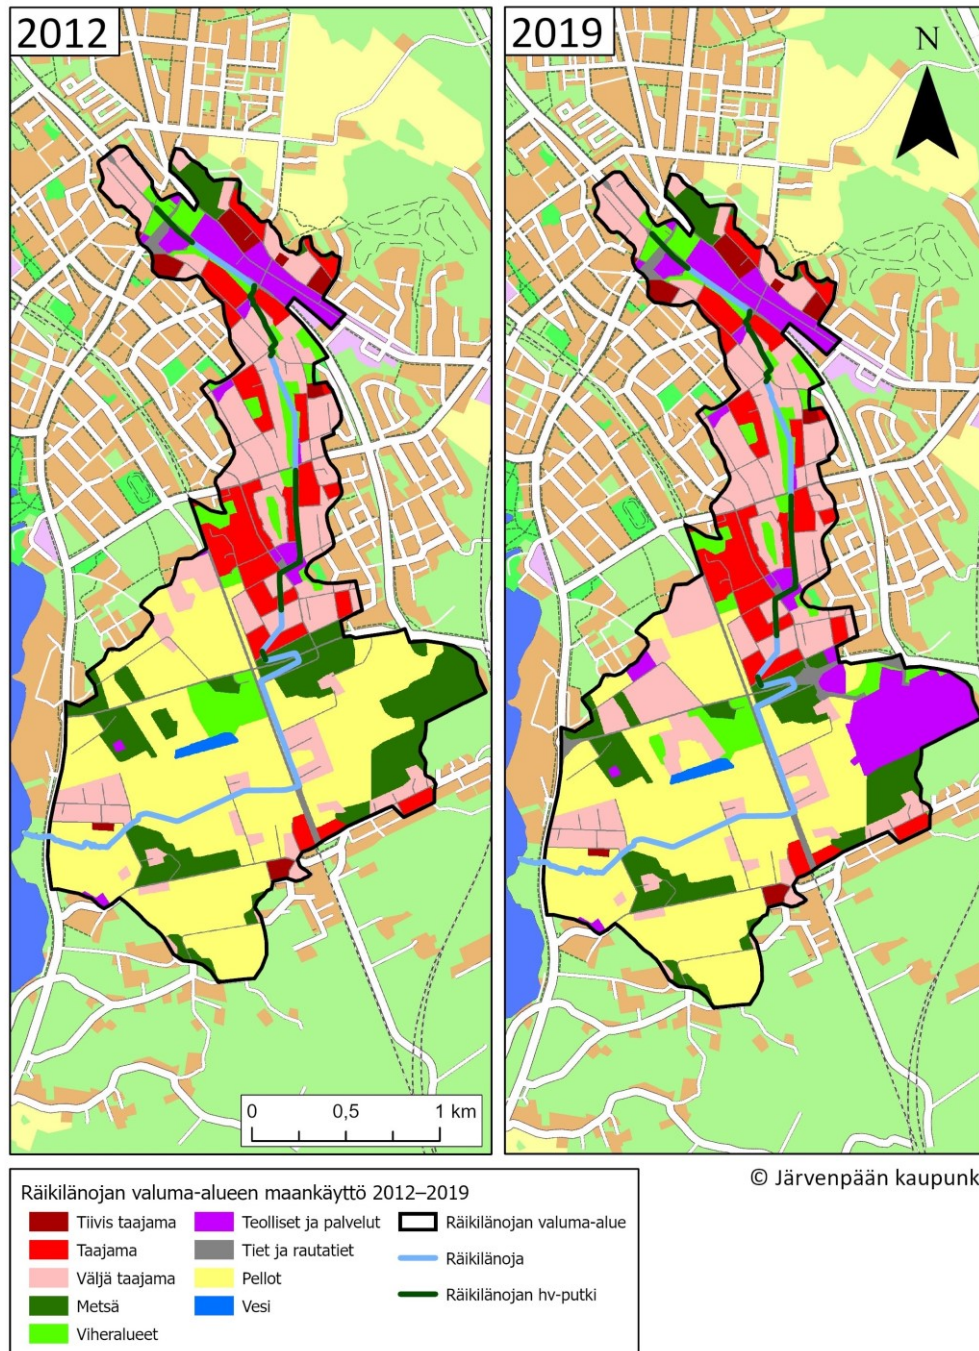 2012
2019
N
0
0,5
1 km
© Järvenpään kaupunk
Räikilänojan valuma-alueen maankäyttö 2012–2019
Tiivis taajama
Teolliset ja palvelut
Räikilänojan valuma-alue
Taajama
Tiet ja rautatiet
Räikilänoja
Väljä taajama
Pellot
Räikilänojan hv-putki
Metsä
Vesi
Viheralueet